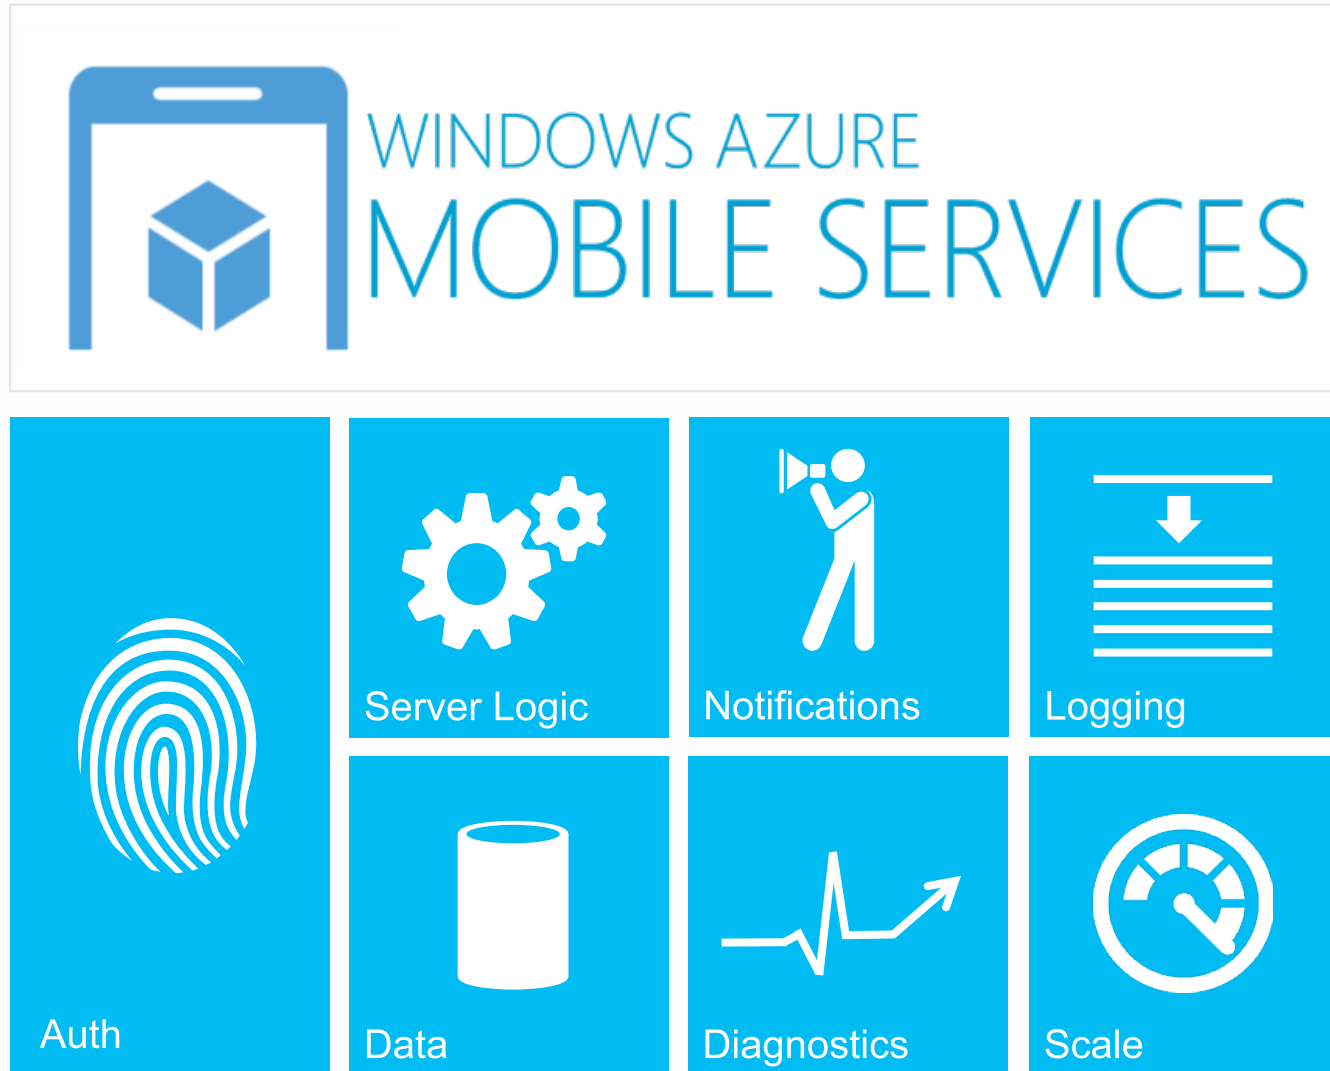 WINDOWS AZURE
MOBILE SERVICES
Server Logic
Notifications
Logging
Auth
Data
Diagnostics
Scale